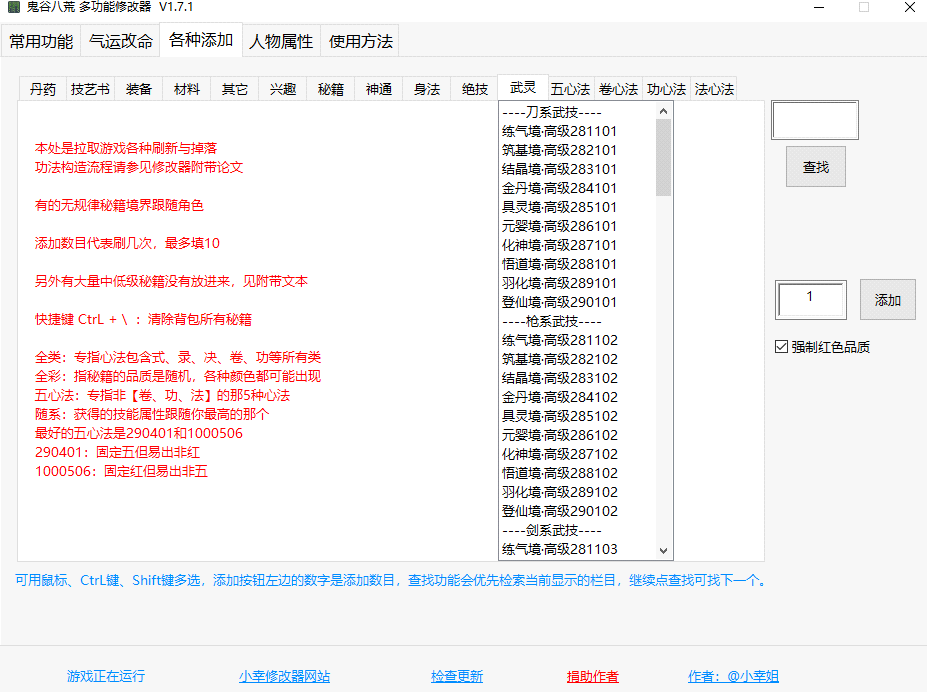 鬼谷八荒 多功能修改器 V1.7.1
常用功能 气运改命 各种添加 人物属性 使用方法
丹药 技艺书 装备 材料 其它 兴趣 秘籍 神通 身法 绝技 武灵 五心法 卷心法 功心法 法心法
本处是拉取游戏各种刷新与掉落
功法构造流程请参见修改器附带论文
有的无规律秘籍境界跟随角色
添加数目代表刷几次，最多填10
另外有大量中低级秘籍没有放进来，见附带文本
快捷键 CtrL + \ ：清除背包所有秘籍
全类：专指心法包含式、录、决、卷、功等所有类
全彩：指秘籍的品质是随机，各种颜色都可能出现
五心法：专指非【卷、功、法】的那5种心法
随系：获得的技能属性跟随你最高的那个
最好的五心法是290401和1000506
290401：固定五但易出非红
1000506：固定红但易出非五
----刀系武技----
练气境·高级281101
筑基境·高级282101
结晶境·高级283101
金丹境·高级284101
具灵境·高级285101
元婴境·高级286101
化神境·高级287101
悟道境·高级288101
羽化境·高级289101
登仙境·高级290101
----枪系武技----
练气境·高级281102
筑基境·高级282102
结晶境·高级283102
金丹境·高级284102
具灵境·高级285102
元婴境·高级286102
化神境·高级287102
悟道境·高级288102
羽化境·高级289102
登仙境·高级290102
----剑系武技----
练气境·高级281103
查找
1
添加
强制红色品质
可用鼠标、CtrL键、Shift键多选，添加按钮左边的数字是添加数目，查找功能会优先检索当前显示的栏目，继续点查找可找下一个。
游戏正在运行 小幸修改器网站 检查更新 捐助作者 作者：@小幸姐